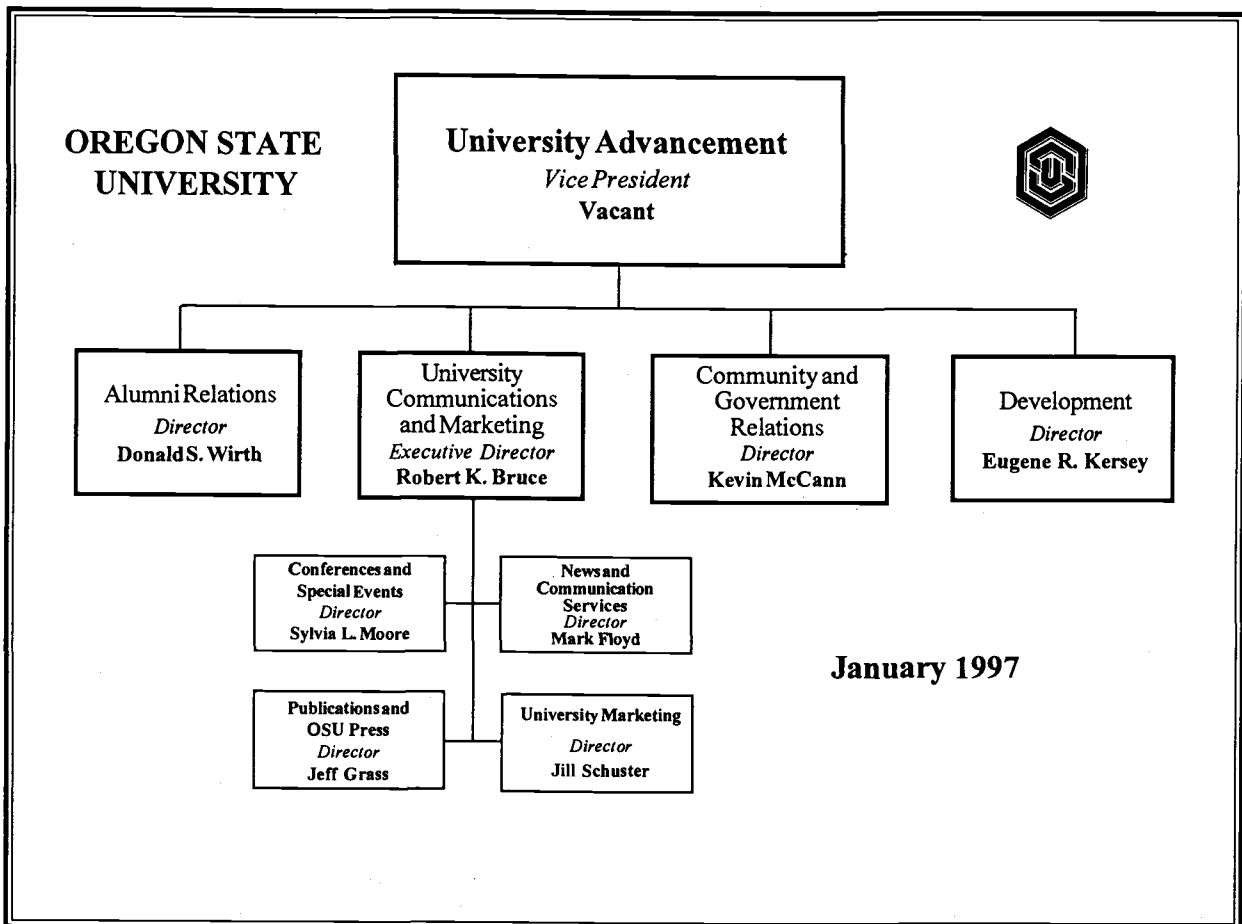 OREGON STATE
UNIVERSITY
University Advancement
Vice President
Vacant
OSU
Alumni Relations
Director
Donald S. Wirth
University
Communications
and Marketing
Executive Director
Robert K. Bruce
Community and
Government
Relations
Director
Kevin McCann
Development
Director
Eugene R. Kersey
Conferences and
Special Events
Director
Sylvia L. Moore
News and
Communication
Services
Director
Mark Floyd
Publications and
OSU Press
Director
Jeff Grass
University Marketing
Director
Jill Schuster
January 1997